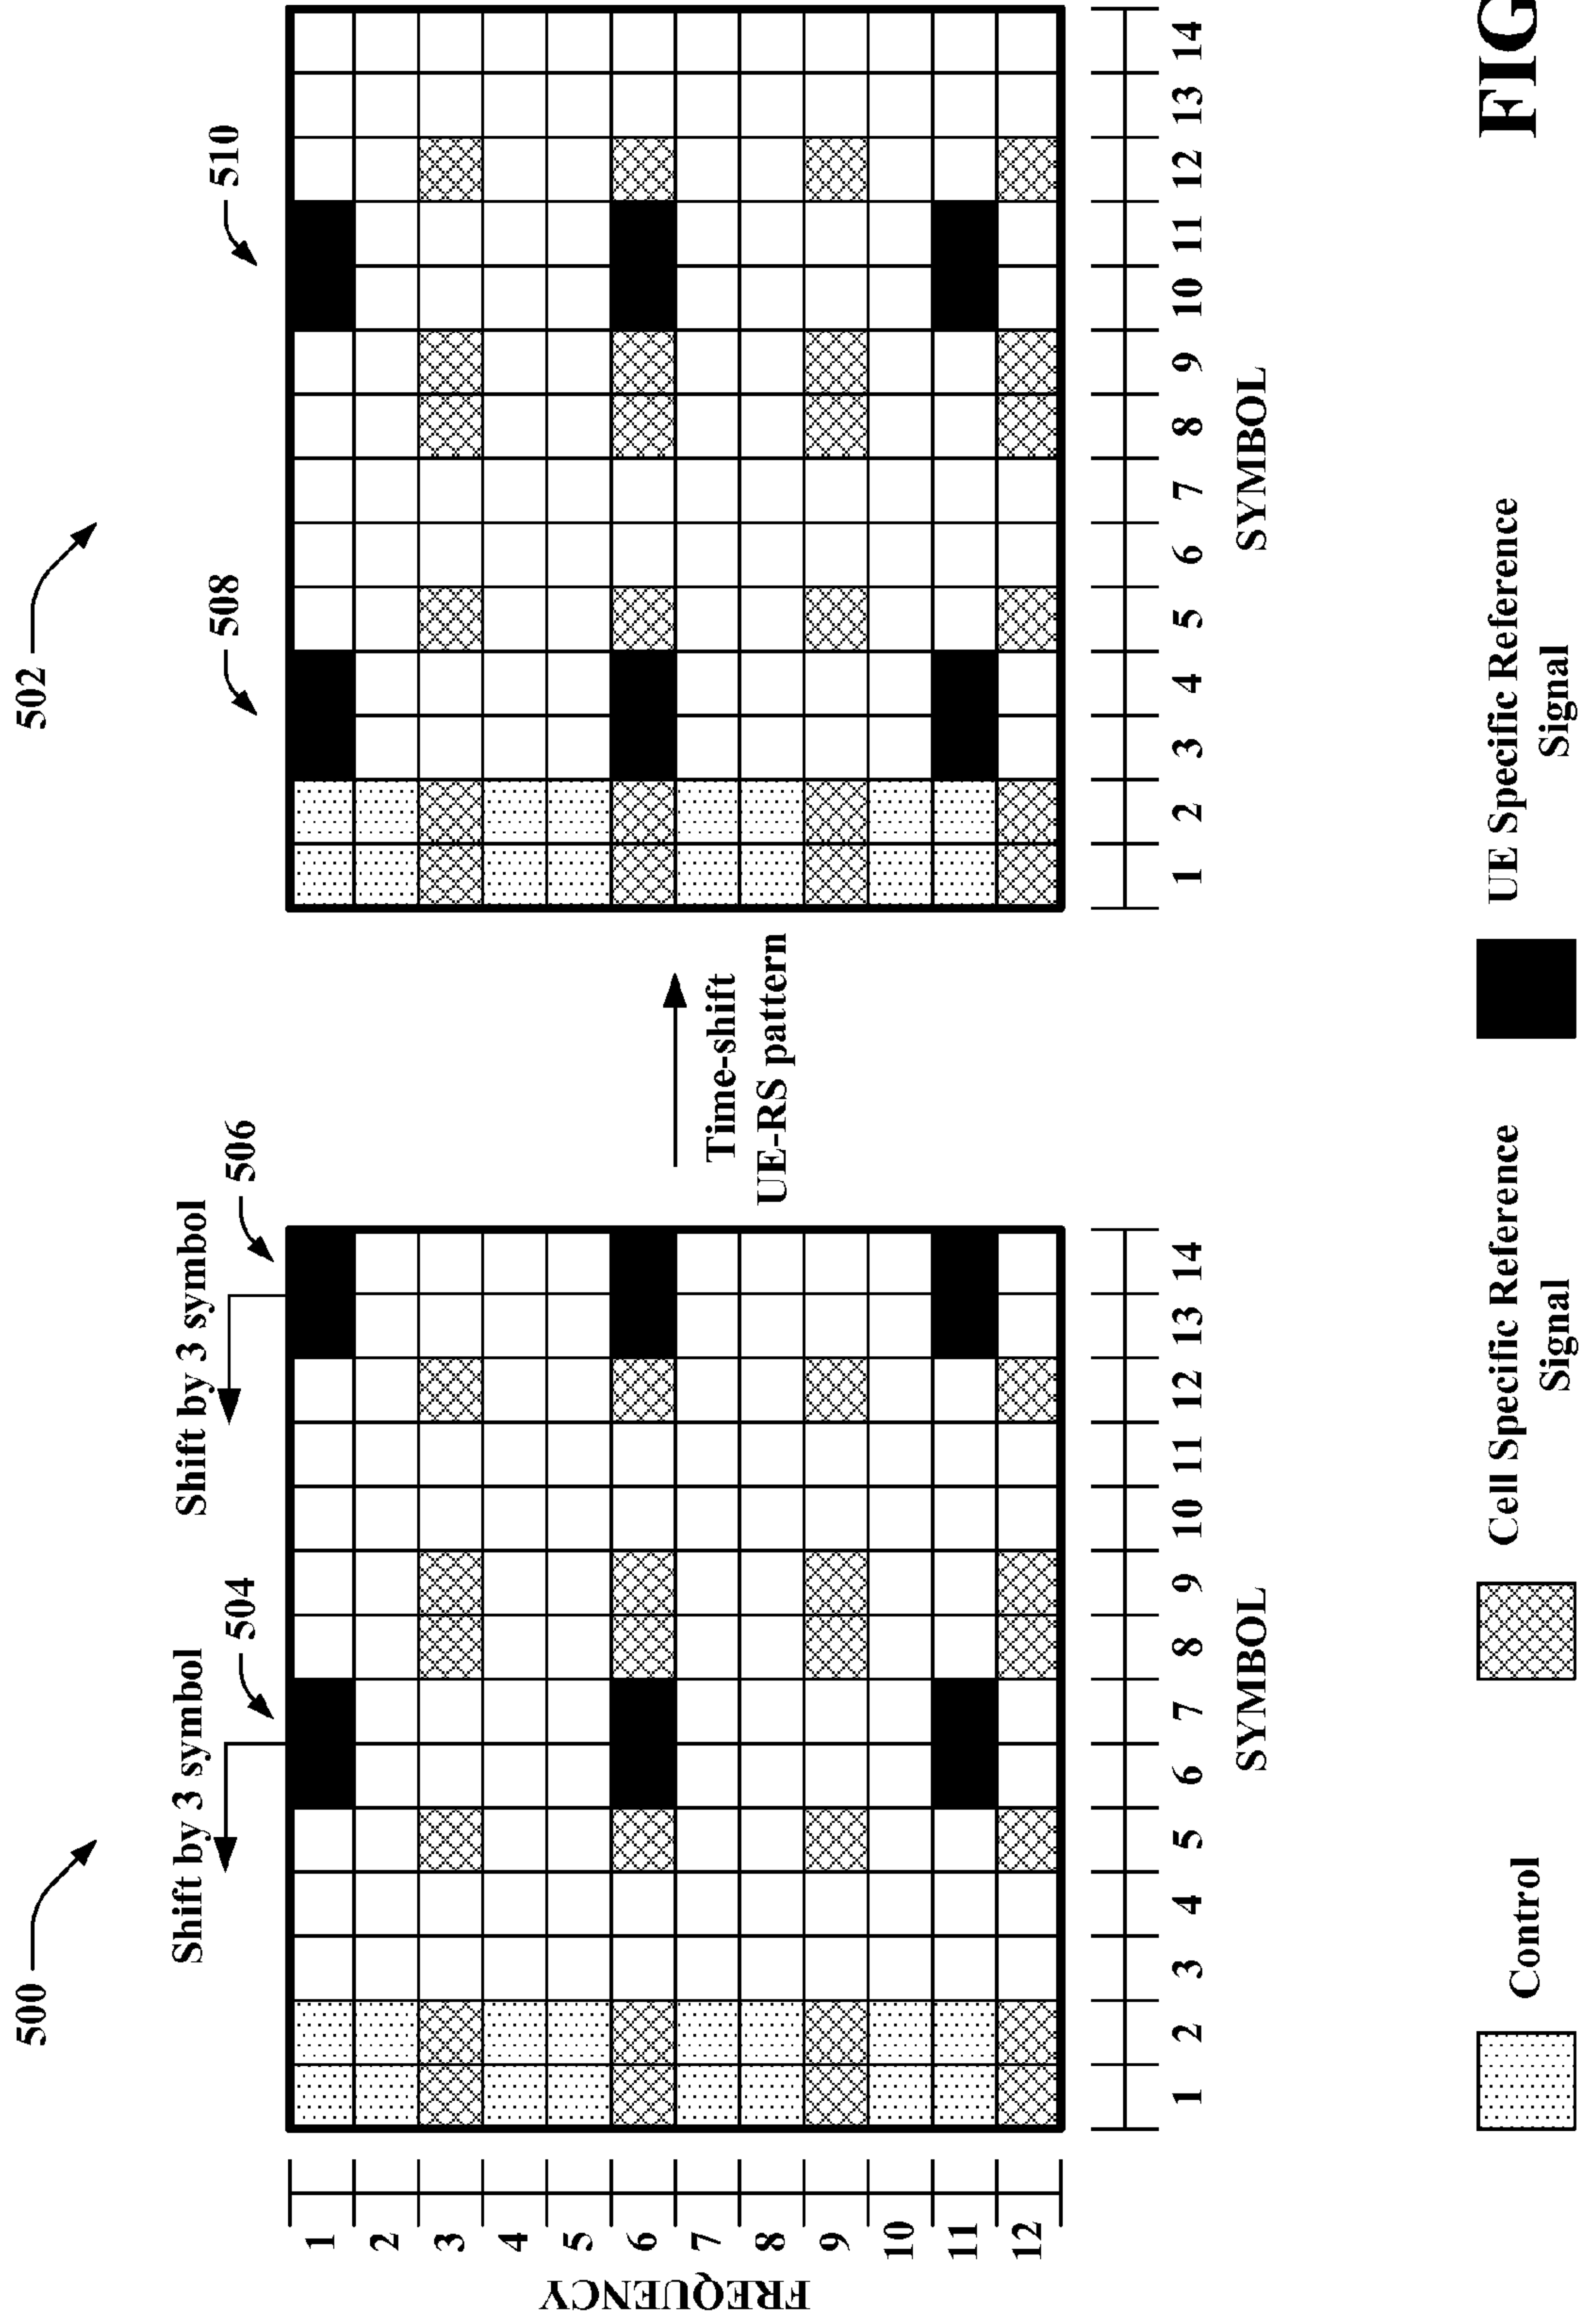 500
502
Shift by 3 symbol
Shift by 3 symbol
504
506
508
510
FREQUENCY
1
2
3
4
5
6
7
8
9
10
11
12
Time-shift
UE-RS pattern
1 2 3 4 5 6 7 8 9 10 11 12 13 14
SYMBOL
1 2 3 4 5 6 7 8 9 10 11 12 13 14
SYMBOL
Control
Cell Specific Reference
Signal
UE Specific Reference
Signal
FIG